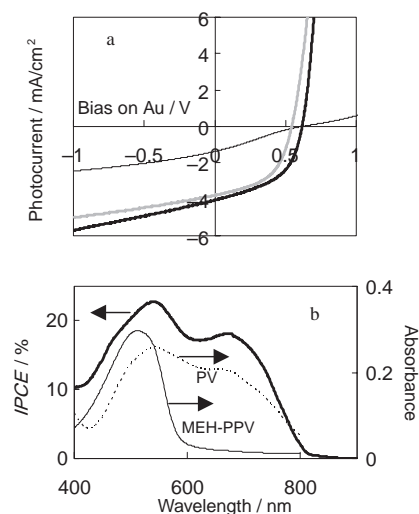 a
Photocurrent / mA/cm²
Bias on Au / V
6
4
2
0
−2
−4
−6
−1
−0.5
0
0.5
1
b
IPCE / %
20
10
0
0.4
0.2
0
Absorbance
PV
MEH-PPV
400
600
800
Wavelength / nm